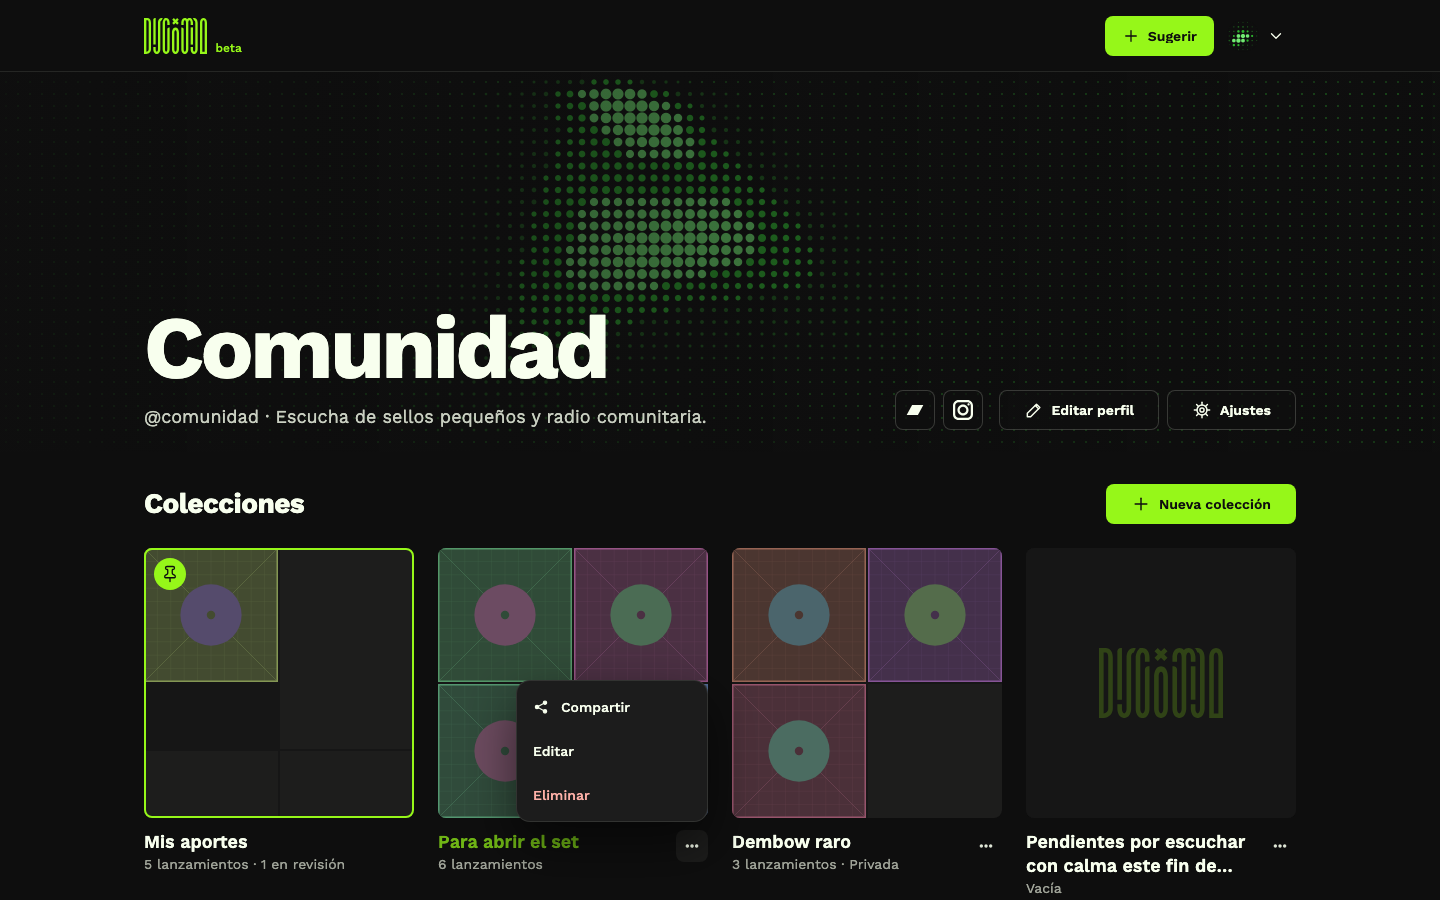 beta
Sugerir
Comunidad
@comunidad · Escucha de sellos pequeños y radio comunitaria.
Editar perfil
Ajustes
Colecciones
Nueva colección
Compartir
Editar
Eliminar
Mis aportes
5 lanzamientos · 1 en revisión
Para abrir el set
6 lanzamientos
Dembow raro
3 lanzamientos · Privada
Pendientes por escuchar
con calma este fin de...
Vacía